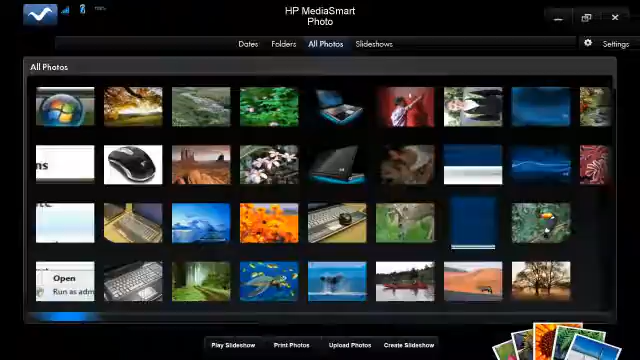 HP MediaSmart
Photo
Dates Folders All Photos Slideshows Settings
All Photos
ns
Open
Run as adm
Play Slideshow Print Photos Upload Photos Create Slideshow